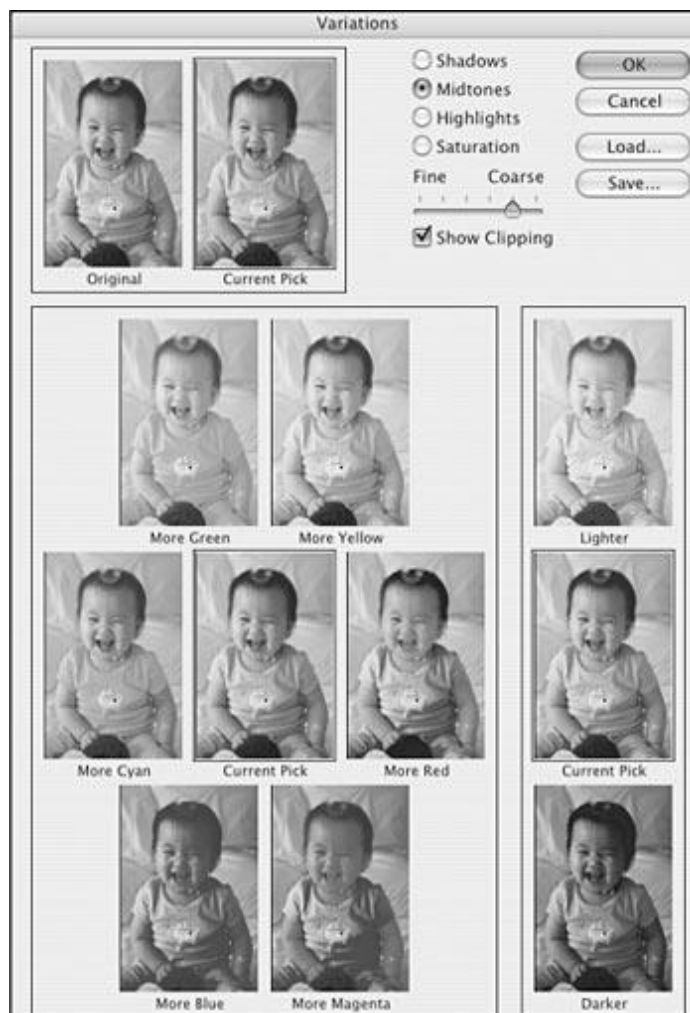 Variations
Original
Current Pick
Shadows
Midtones
Highlights
Saturation
Fine Coarse
Show Clipping
OK
Cancel
Load...
Save...
More Green
More Yellow
More Cyan
Current Pick
More Red
More Blue
More Magenta
Lighter
Current Pick
Darker